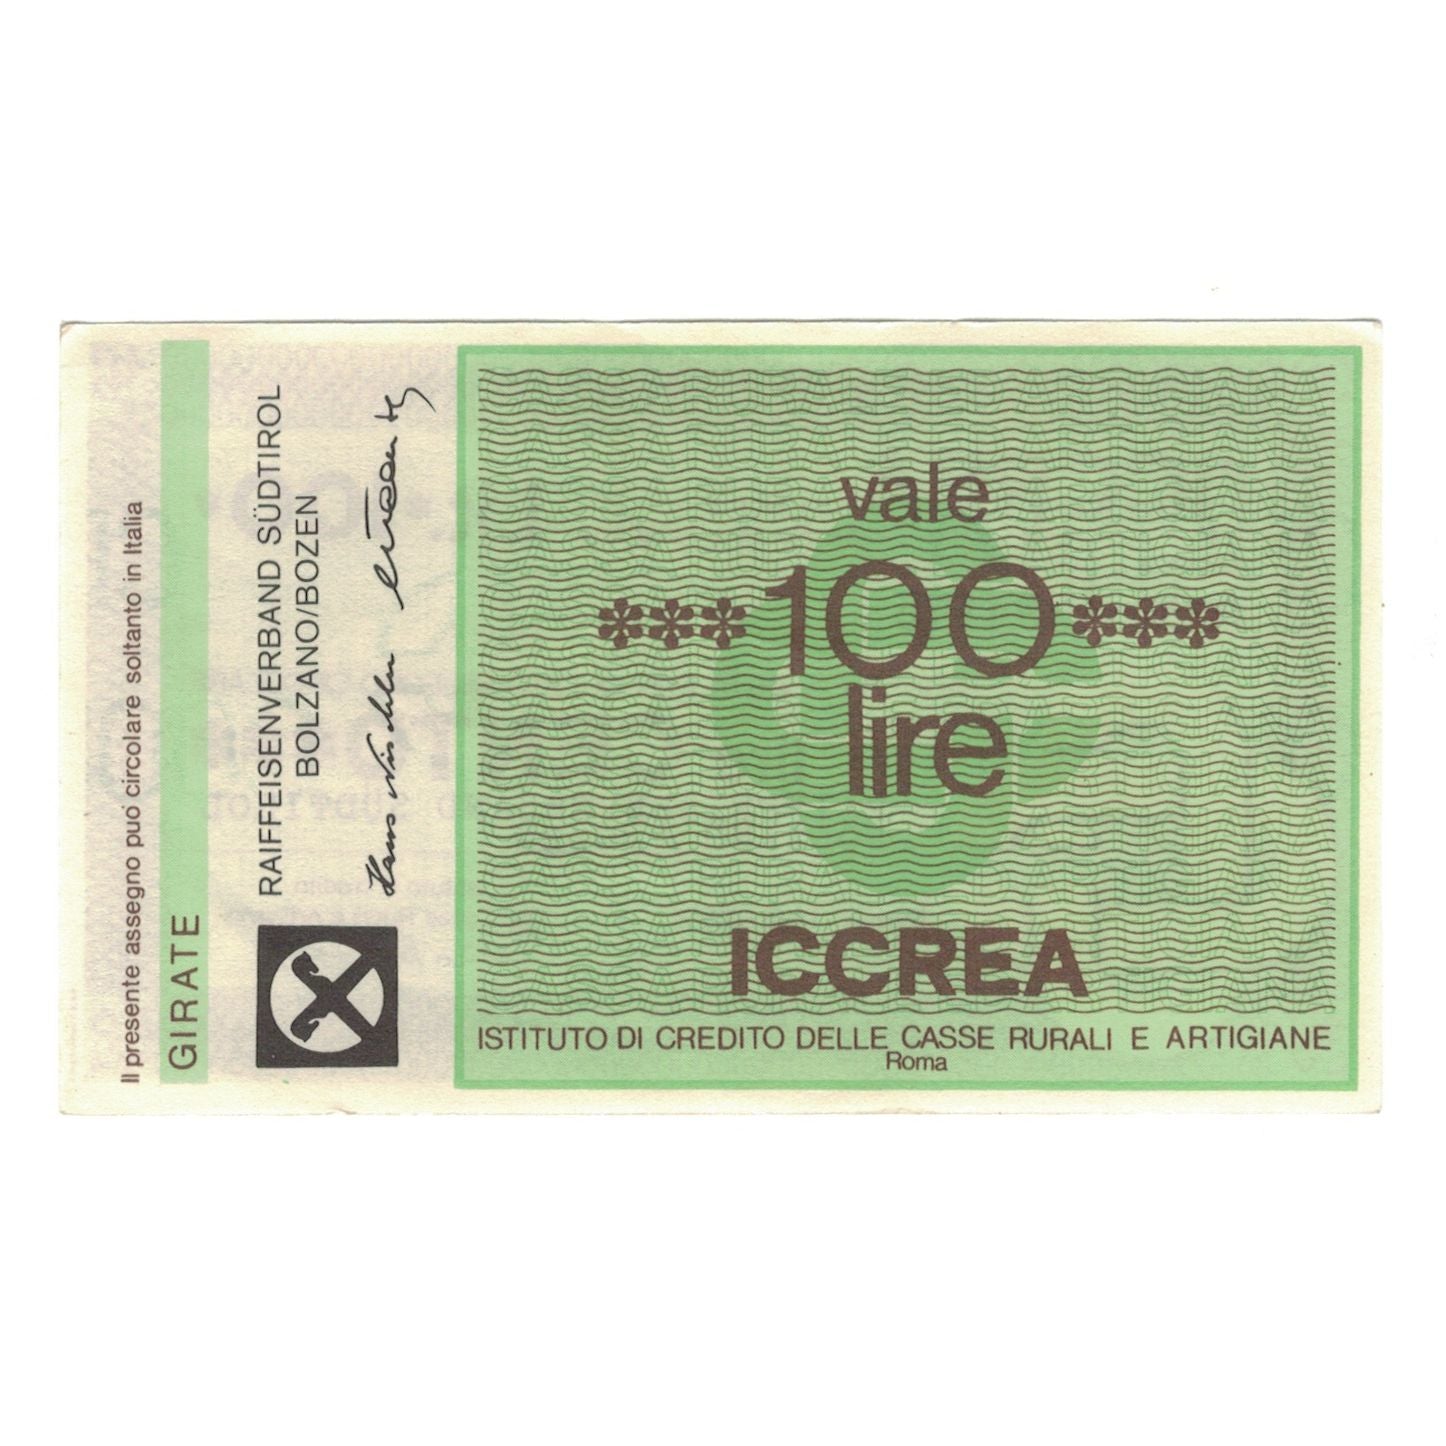 Il presente assegno può circolare soltanto in Italia
GIRATE
RAIFFEISENVERBAND SÜDTIROL
BOLZANO/BOZEN
vale
***100***
lire
ICCREA
ISTITUTO DI CREDITO DELLE CASSE RURALI E ARTIGIANE
Roma